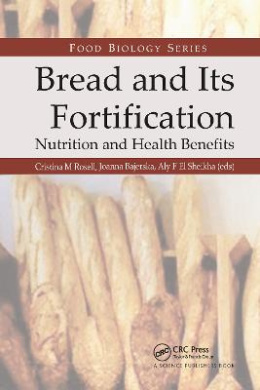 FOOD BIOLOGY SERIES
Bread and Its
Fortification
Nutrition and Health Benefits
Cristina M Rosell, Joanna Bajerska, Aly F El Sheikha (eds)
CRC Press
Taylor & Francis Group
A SCIENCE PUBLISHERS BOOK